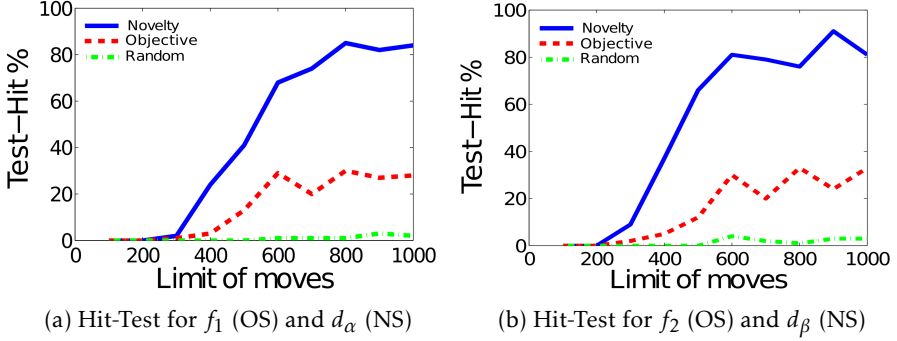 100
80
60
40
20
0
Test−Hit %
Novelty
Objective
Random
0 200 400 600 800 1000
Limit of moves
(a) Hit-Test for f1 (OS) and dα (NS)
100
80
60
40
20
0
Test−Hit %
Novelty
Objective
Random
0 200 400 600 800 1000
Limit of moves
(b) Hit-Test for f2 (OS) and dβ (NS)